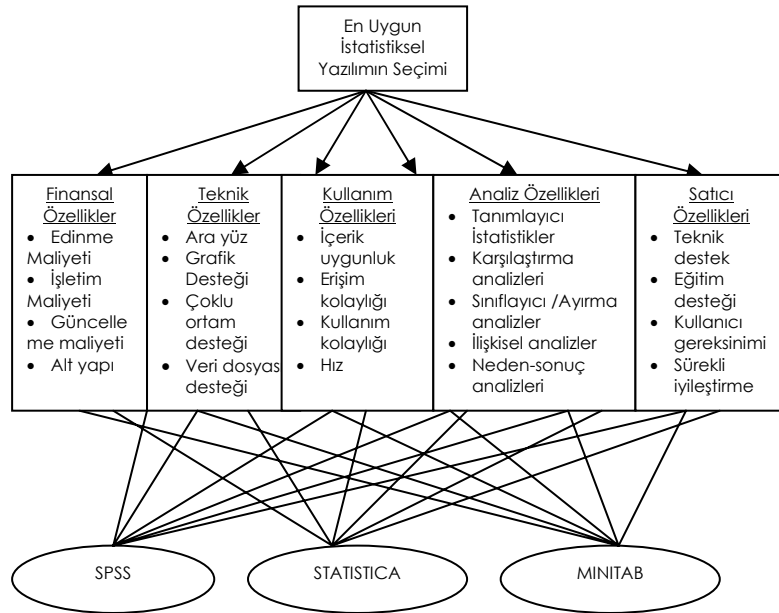 En Uygun
İstatistiksel
Yazılımın Seçimi
Finansal
Özellikler
• Edinme
Maliyeti
• İşletim
Maliyeti
• Güncelle
me maliyeti
• Alt yapı
Teknik
Özellikler
• Ara yüz
• Grafik
Desteği
• Çoklu
ortam
desteği
• Veri dosyas
desteği
Kullanım
Özellikleri
• İçerik
uygunluk
• Erişim
kolaylığı
• Kullanım
kolaylığı
• Hız
Analiz Özellikleri
• Tanımlayıcı
İstatistikler
• Karşılaştırma
analizleri
• Sınıflayıcı /Ayırma
analizler
• İlişkisel analizler
• Neden-sonuç
analizleri
Satıcı
Özellikleri
• Teknik
destek
• Eğitim
desteği
• Kullanıcı
gereksinimi
• Sürekli
iyileştirme
SPSS
STATISTICA
MINITAB